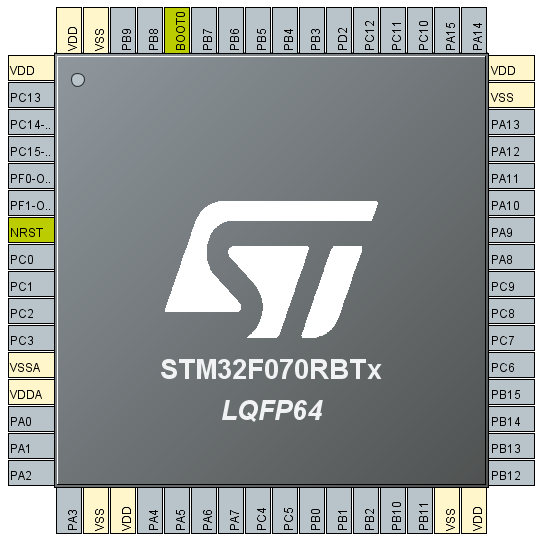 VDD
VSS
PB9
PB8
BOOT0
PB7
PB6
PB5
PB4
PB3
PD2
PC12
PC11
PC10
PA15
PA14
VDD
PC13
PC14-..
PC15-..
PF0-O..
PF1-O..
NRST
PC0
PC1
PC2
PC3
VSSA
VDDA
PA0
PA1
PA2
ST
STM32F070RBTx
LQFP64
VDD
VSS
PA13
PA12
PA11
PA10
PA9
PA8
PC9
PC8
PC7
PC6
PB15
PB14
PB13
PB12
PA3
VSS
VDD
PA4
PA5
PA6
PA7
PC4
PC5
PB0
PB1
PB2
PB10
PB11
VSS
VDD